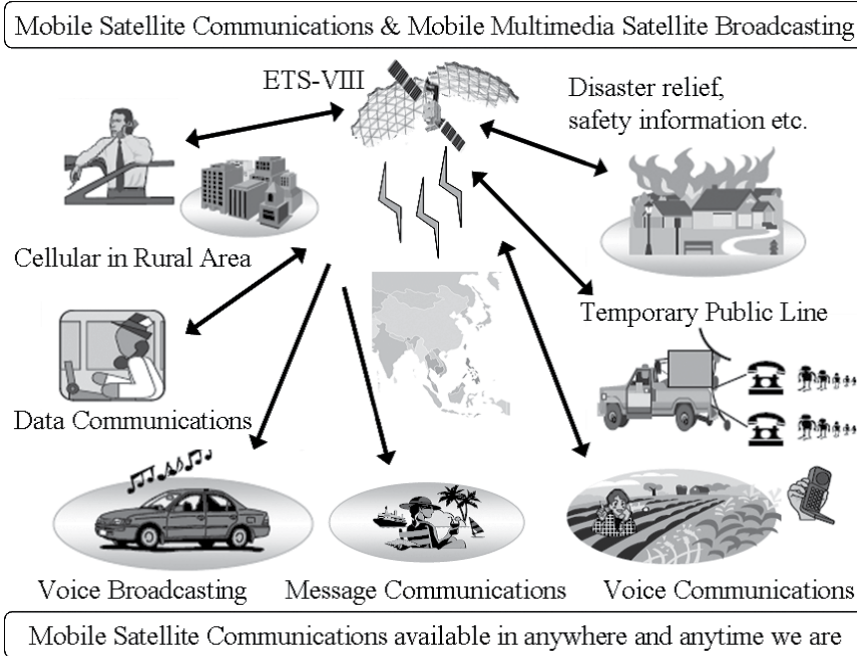 Mobile Satellite Communications & Mobile Multimedia Satellite Broadcasting
ETS-VIII
Disaster relief,
safety information etc.
Cellular in Rural Area
Temporary Public Line
Data Communications
Voice Broadcasting
Message Communications
Voice Communications
Mobile Satellite Communications available in anywhere and anytime we are